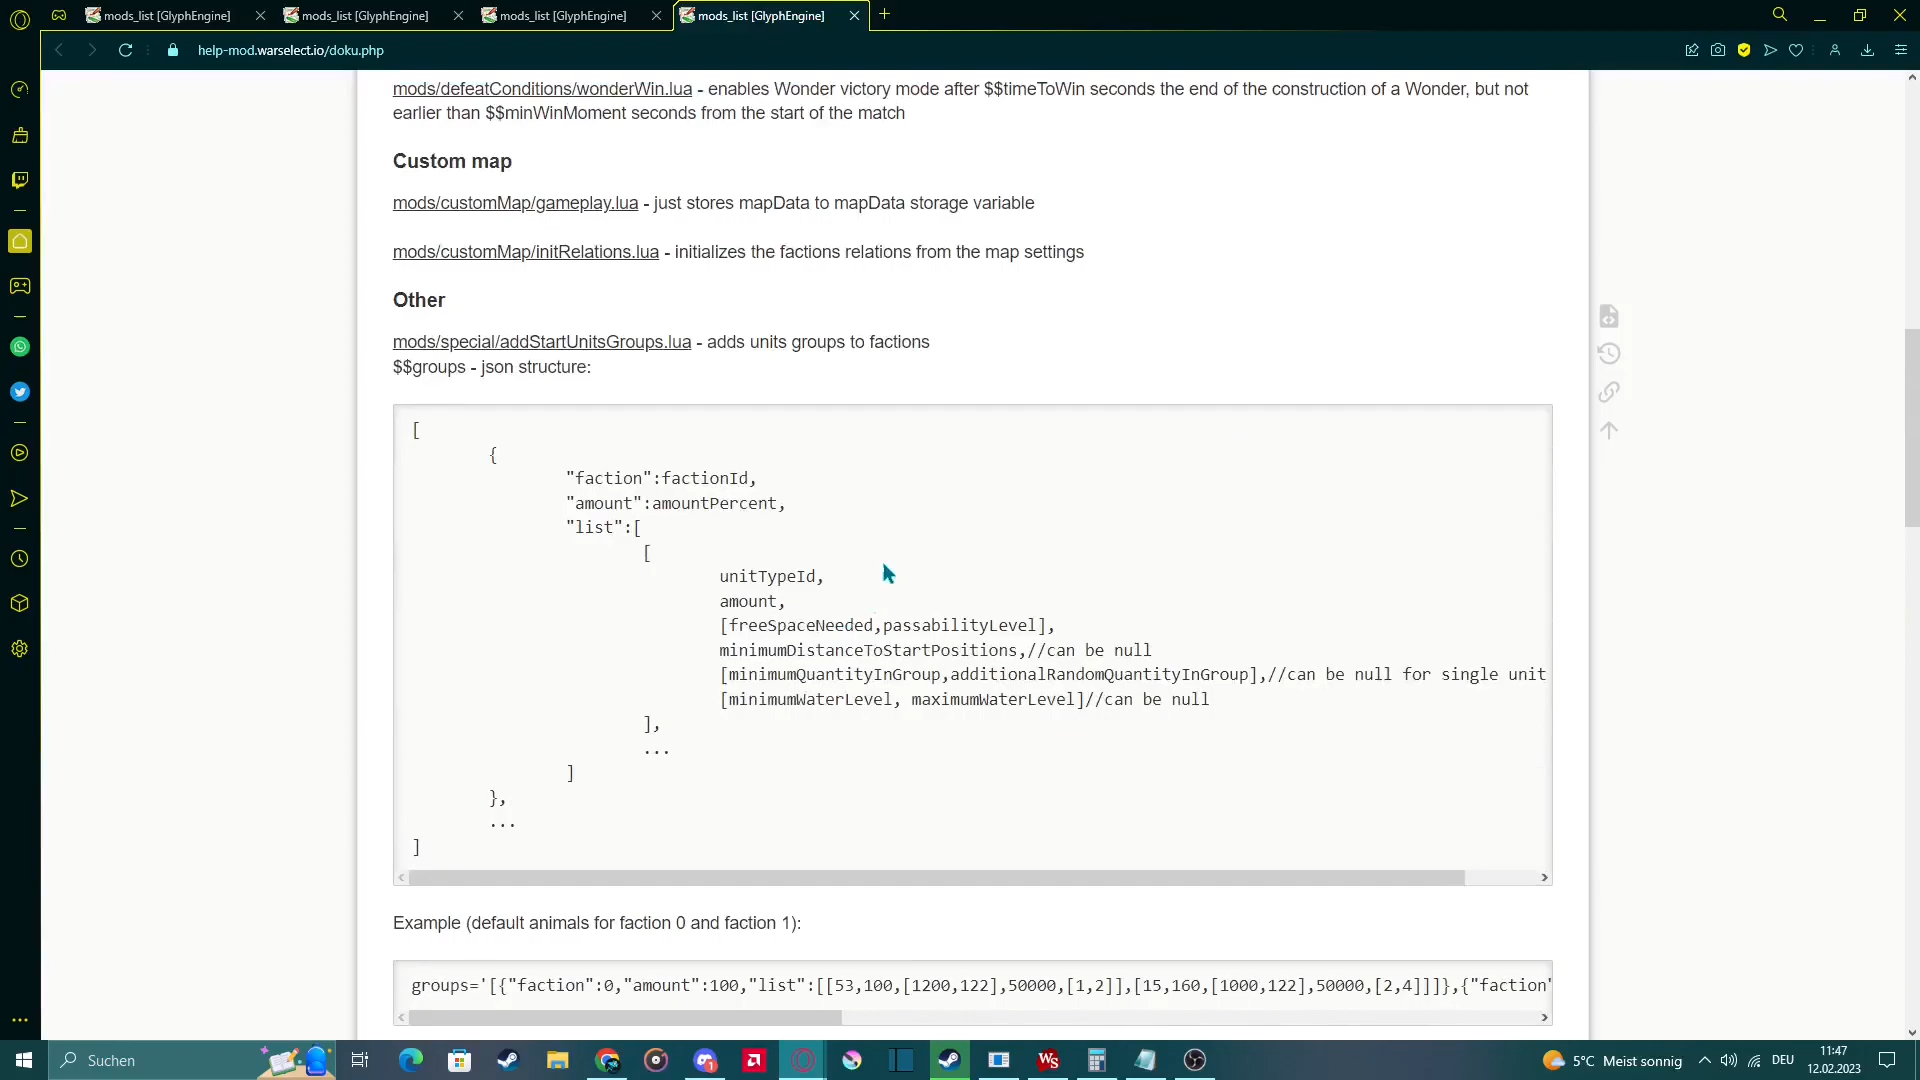 mods_list [GlyphEngine]
mods_list [GlyphEngine]
mods_list [GlyphEngine]
mods_list [GlyphEngine]
help-mod.warselect.io/doku.php
mods/defeatConditions/wonderWin.lua - enables Wonder victory mode after $$timeToWin seconds the end of the construction of a Wonder, but not
earlier than $$minWinMoment seconds from the start of the match
Custom map
mods/customMap/gameplay.lua - just stores mapData to mapData storage variable
mods/customMap/initRelations.lua - initializes the factions relations from the map settings
Other
mods/special/addStartUnitsGroups.lua - adds units groups to factions
$$groups - json structure:
[
{
"faction":factionId,
"amount":amountPercent,
"list":[
[
unitTypeId,
amount,
[freeSpaceNeeded,passabilityLevel],
minimumDistanceToStartPositions,//can be null
[minimumQuantityInGroup,additionalRandomQuantityInGroup],//can be null for single unit
[minimumWaterLevel, maximumWaterLevel]//can be null
],
...
]
},
...
]
Example (default animals for faction 0 and faction 1):
groups='[{"faction":0,"amount":100,"list":[[53,100,[1200,122],50000,[1,2]],[15,160,[1000,122],50000,[2,4]]]},{"faction"
Suchen
1
WS
5°C Meist sonnig
DEU
11:47
12.02.2023